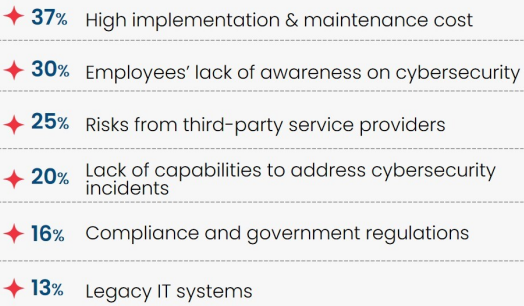 37% High implementation & maintenance cost
30% Employees' lack of awareness on cybersecurity
25% Risks from third-party service providers
20% Lack of capabilities to address cybersecurity
incidents
16% Compliance and government regulations
13% Legacy IT systems